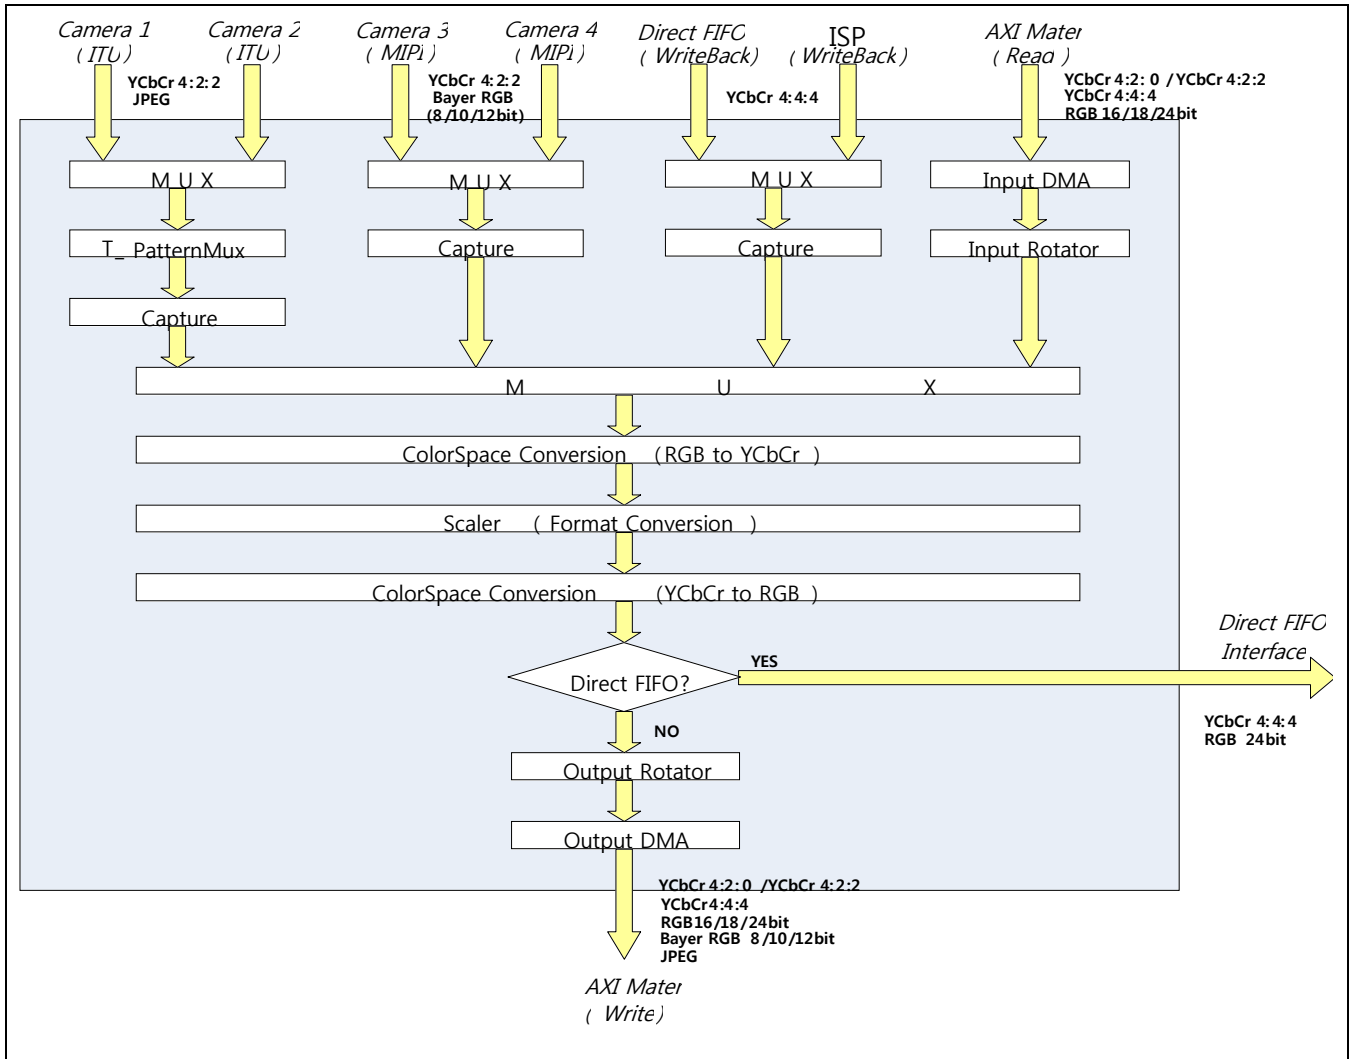 Camera 1
( ITU)
Camera 2
( ITU)
Camera 3
( MIPI)
Camera 4
( MIPI)
Direct FIFO
( WriteBack)
ISP
( WriteBack)
AXI Mater
( Read )
YCbCr 4:2:2
JPEG
YCbCr 4:2:2
Bayer RGB
(8/10/12bit)
YCbCr 4:4:4
YCbCr 4:2:0 /YCbCr 4:2:2
YCbCr 4:4:4
RGB 16/18/24bit
M U X
M U X
M U X
Input DMA
T_ PatternMux
Capture
Capture
Input Rotator
Capture
M U X
ColorSpace Conversion (RGB to YCbCr )
Scaler ( Format Conversion )
ColorSpace Conversion (YCbCr to RGB )
Direct FIFO?
YES
Direct FIFO
Interface
YCbCr 4:4:4
RGB 24bit
NO
Output Rotator
Output DMA
YCbCr 4:2:0 /YCbCr 4:2:2
YCbCr 4:4:4
RGB16/18/24bit
Bayer RGB 8/10/12bit
JPEG
AXI Mater
( Write)